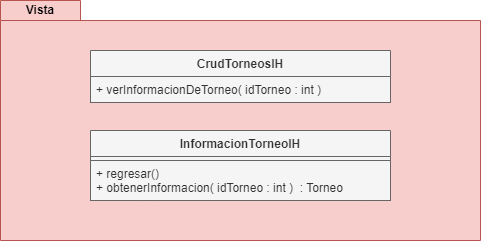 Vista
CrudTorneosIH
+ verInformacionDeTorneo( idTorneo : int )
InformacionTorneoIH
+ regresar()
+ obtenerInformacion( idTorneo : int ) : Torneo